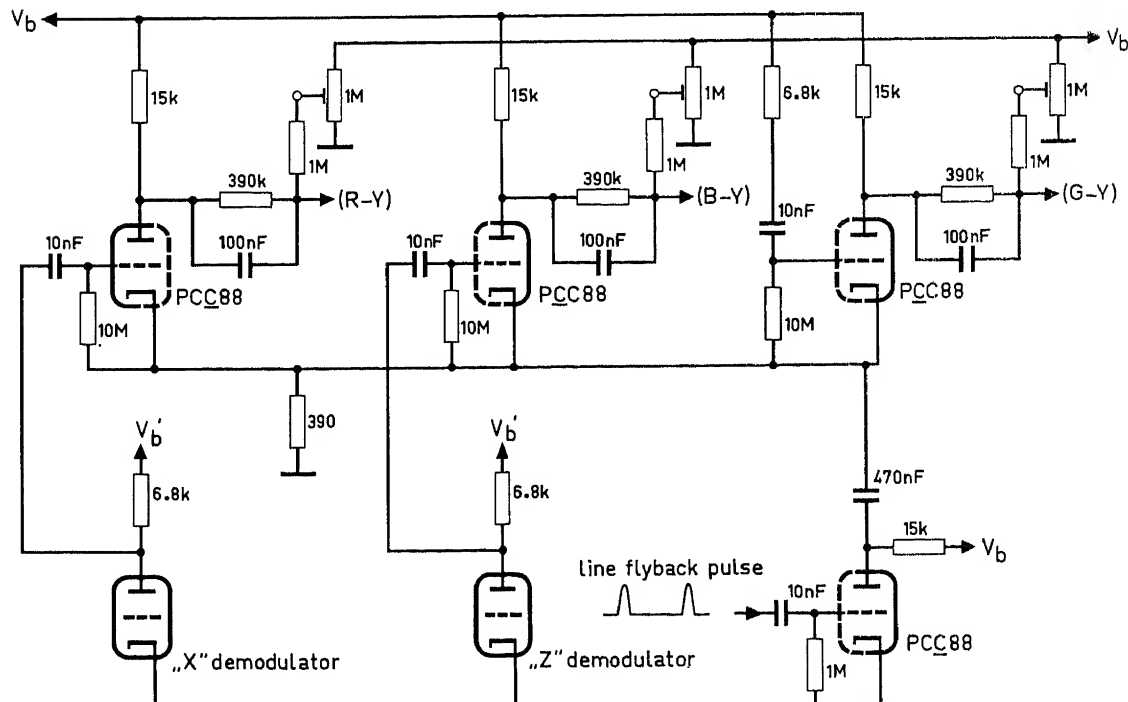 Vb
Vb
15k
1M
1M
390k
(R-Y)
100nF
10nF
10M
PCC88
15k
1M
1M
390k
(B-Y)
100nF
10nF
10M
PCC88
6.8k
10nF
10M
15k
1M
1M
390k
(G-Y)
100nF
PCC88
390
Vb'
6.8k
„X" demodulator
Vb'
6.8k
„Z" demodulator
470nF
15k
Vb
line flyback pulse
10nF
1M
PCC88